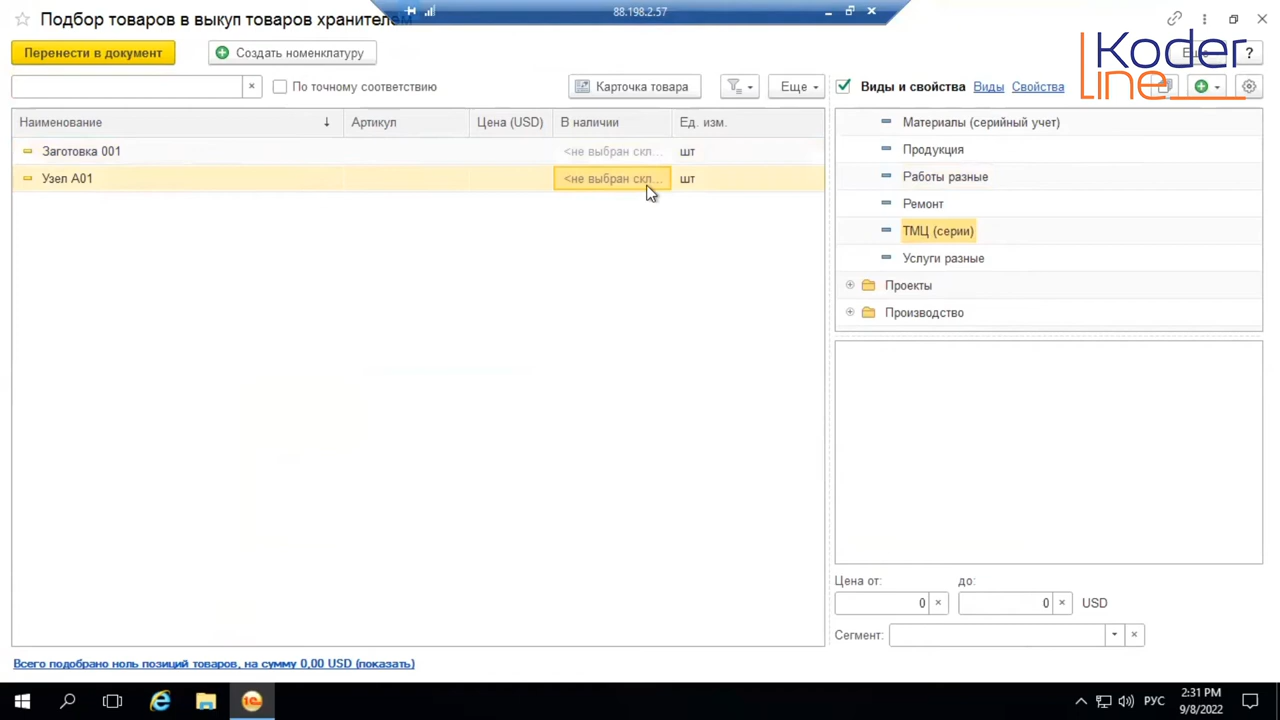 88.198.2.57
Подбор товаров в выкуп товаров хранителем
Koder
line
Перенести в документ
Создать номенклатуру
?
По точному соответствию
Карточка товара
Еще
Виды и свойства Виды Свойства
Наименование ↓ Артикул Цена (USD) В наличии Ед. изм.
Заготовка 001 <не выбран скл... шт
Узел А01 <не выбран скл... шт
Материалы (серийный учет)
Продукция
Работы разные
Ремонт
ТМЦ (серии)
Услуги разные
Проекты
Производство
Цена от: до:
0 0 USD
Сегмент:
Всего подобрано ноль позиций товаров, на сумму 0,00 USD (показать)
РУС
2:31 PM
9/8/2022